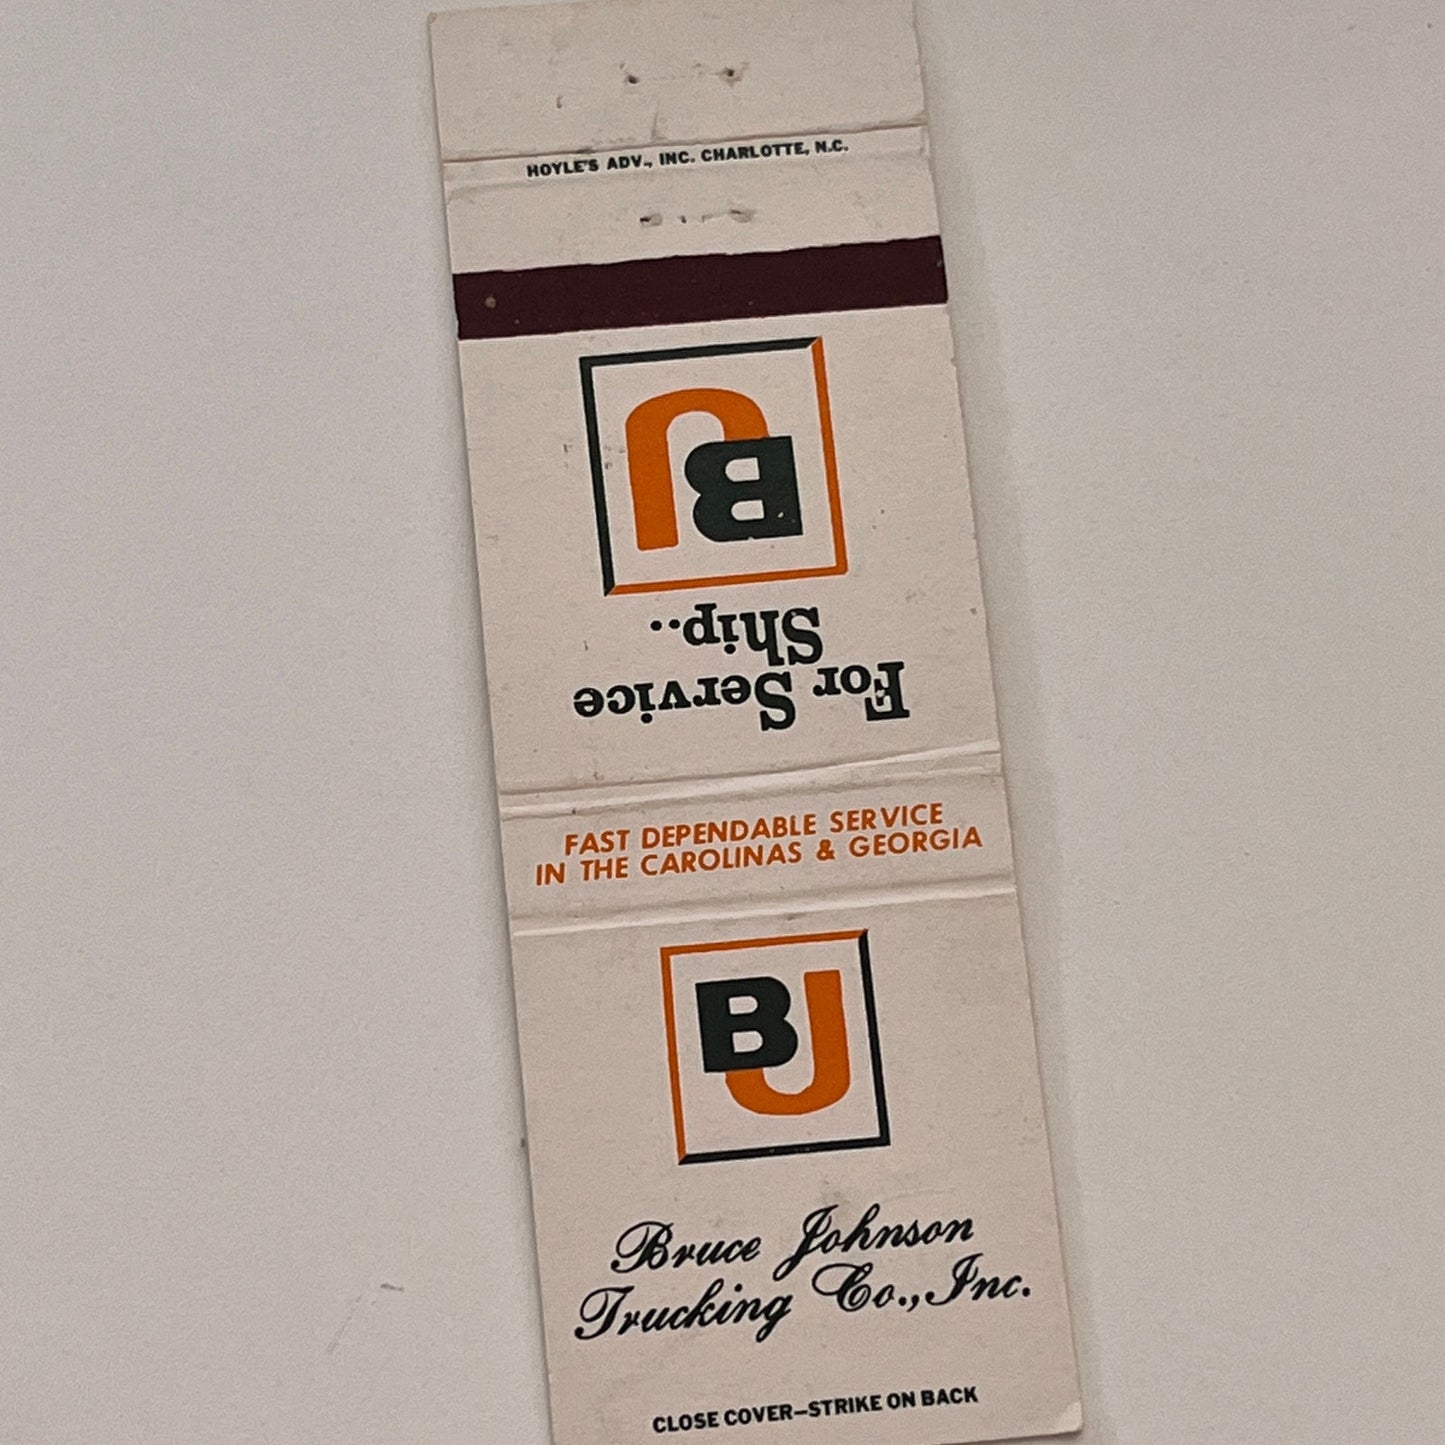 HOYLE'S ADV., INC. CHARLOTTE, N.C.
BJ
For Service
Ship..
FAST DEPENDABLE SERVICE
IN THE CAROLINAS & GEORGIA
BJ
Bruce Johnson
Trucking Co., Inc.
CLOSE COVER—STRIKE ON BACK